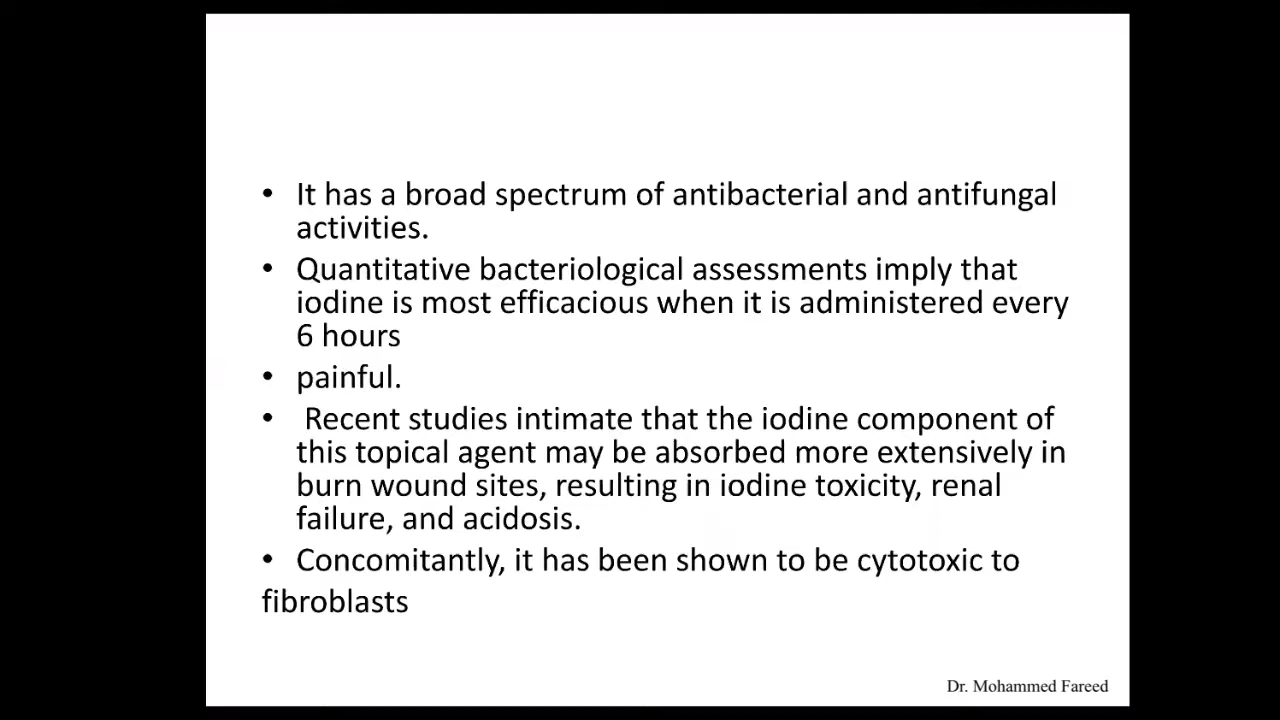 • It has a broad spectrum of antibacterial and antifungal
activities.
• Quantitative bacteriological assessments imply that
iodine is most efficacious when it is administered every
6 hours
• painful.
• Recent studies intimate that the iodine component of
this topical agent may be absorbed more extensively in
burn wound sites, resulting in iodine toxicity, renal
failure, and acidosis.
• Concomitantly, it has been shown to be cytotoxic to
fibroblasts
Dr. Mohammed Fareed